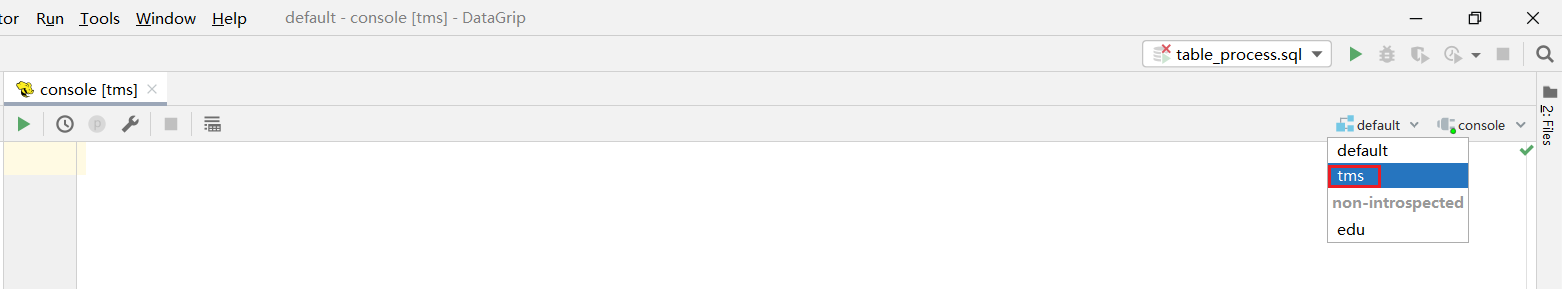 tor Run Tools Window Help default - console [tms] - DataGrip
table_process.sql
console [tms]
p
default console
default
tms
non-introspected
edu
2: Files